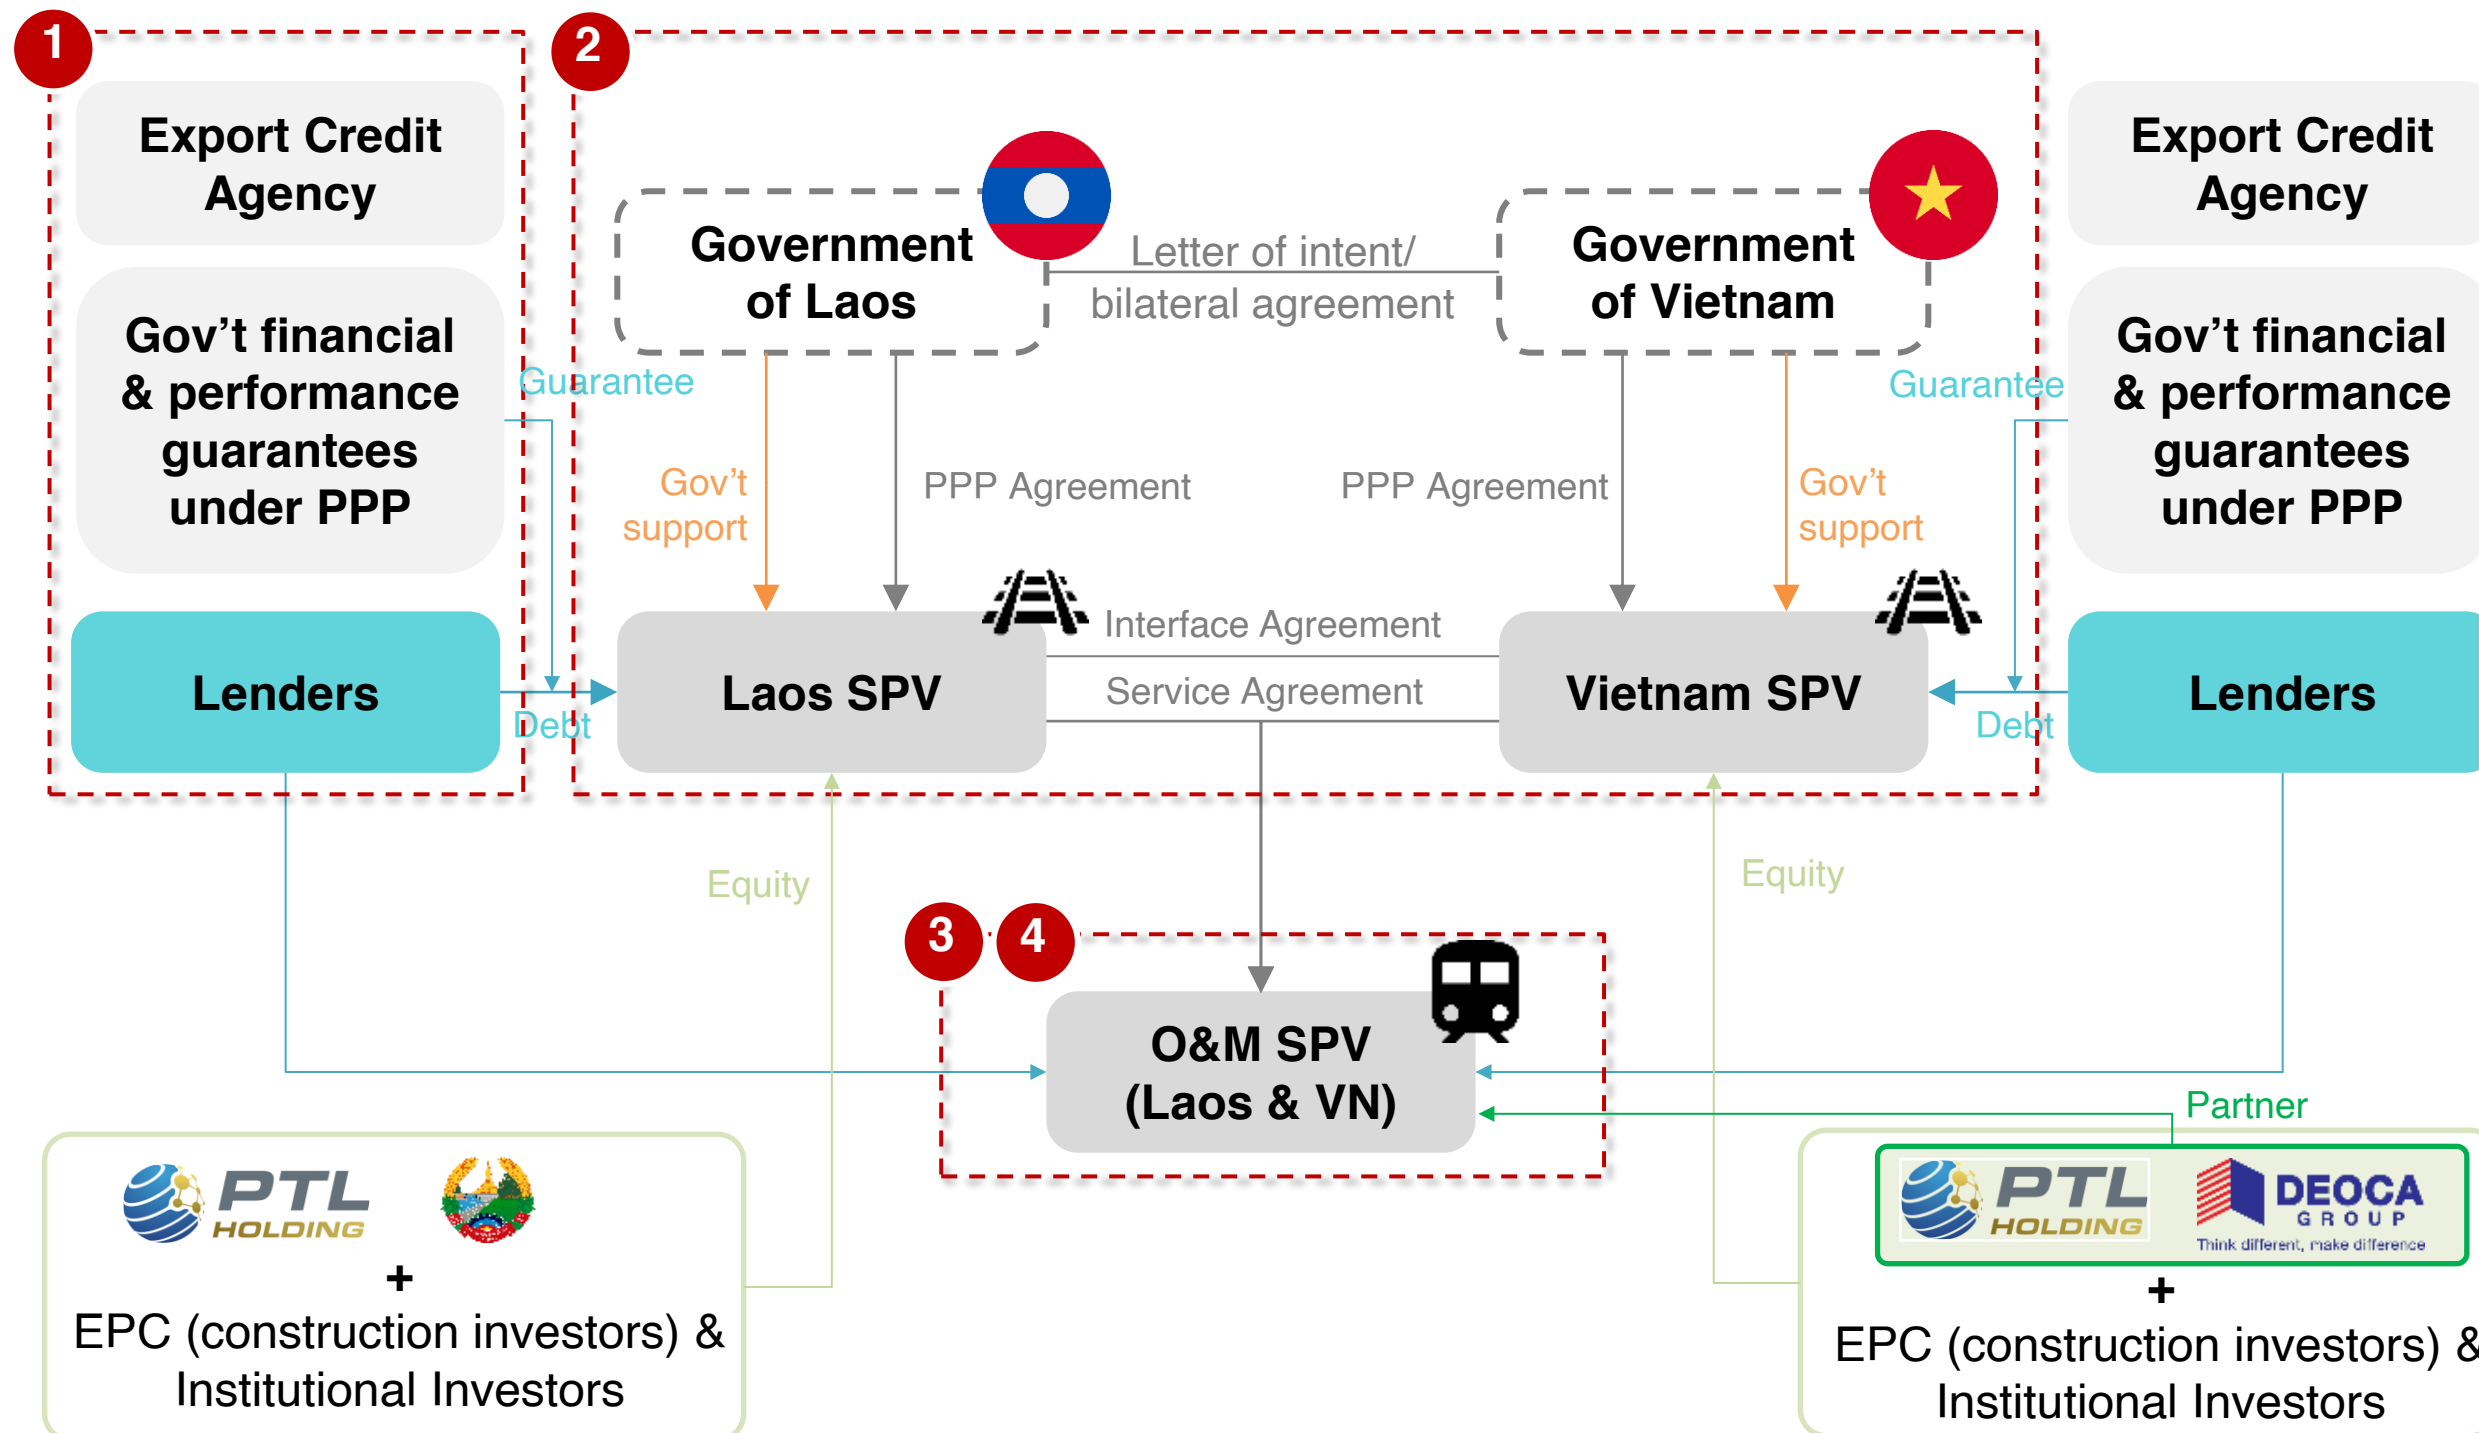 1
2
Export Credit
Agency
Gov't financial
& performance
guarantees
under PPP
Lenders
Guarantee
Debt
Government
of Laos
Letter of intent/
bilateral agreement
Government
of Vietnam
Gov't
support
PPP Agreement
PPP Agreement
Gov't
support
Laos SPV
Interface Agreement
Service Agreement
Vietnam SPV
Guarantee
Debt
Export Credit
Agency
Gov't financial
& performance
guarantees
under PPP
Lenders
Equity
Equity
3
4
O&M SPV
(Laos & VN)
Partner
PTL
HOLDING
+
EPC (construction investors) &
Institutional Investors
PTL
HOLDING
DEOCA
GROUP
Think different, make difference
+
EPC (construction investors) &
Institutional Investors